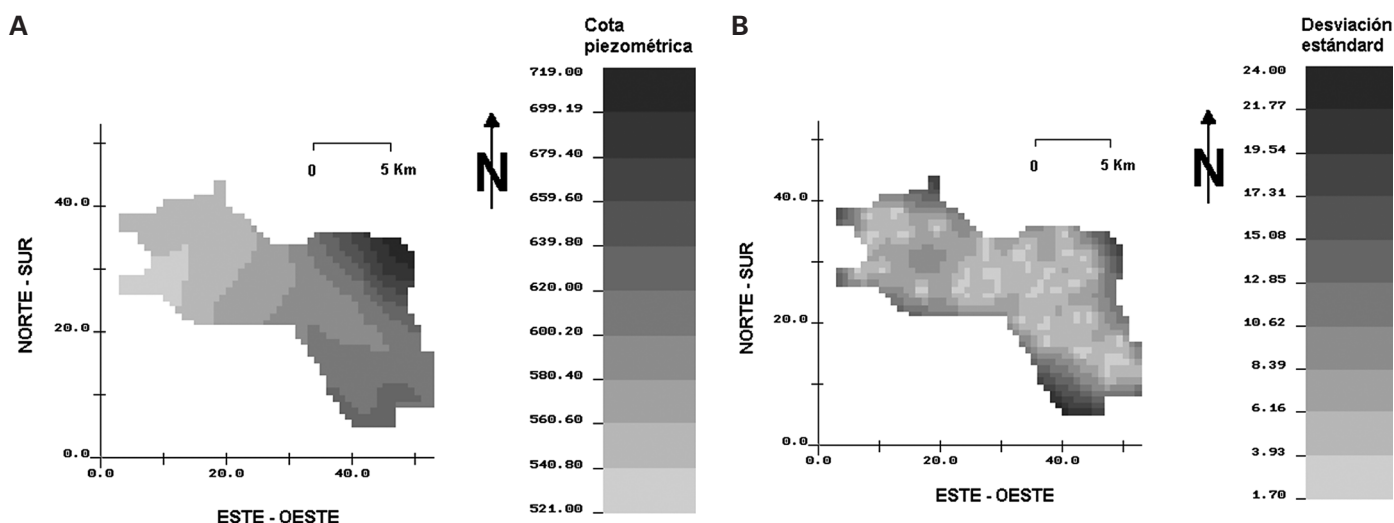 A
Cota
piezométrica
719.00
699.19
679.40
659.60
639.80
620.00
600.20
580.40
560.60
540.80
521.00
N
0 5 Km
NORTE - SUR
40.0
20.0
0.0
0.0 20.0 40.0
ESTE - OESTE
B
Desviación
estándard
24.00
21.77
19.54
17.31
15.08
12.85
10.62
8.39
6.16
3.93
1.70
N
0 5 Km
NORTE - SUR
40.0
20.0
0.0
0.0 20.0 40.0
ESTE - OESTE